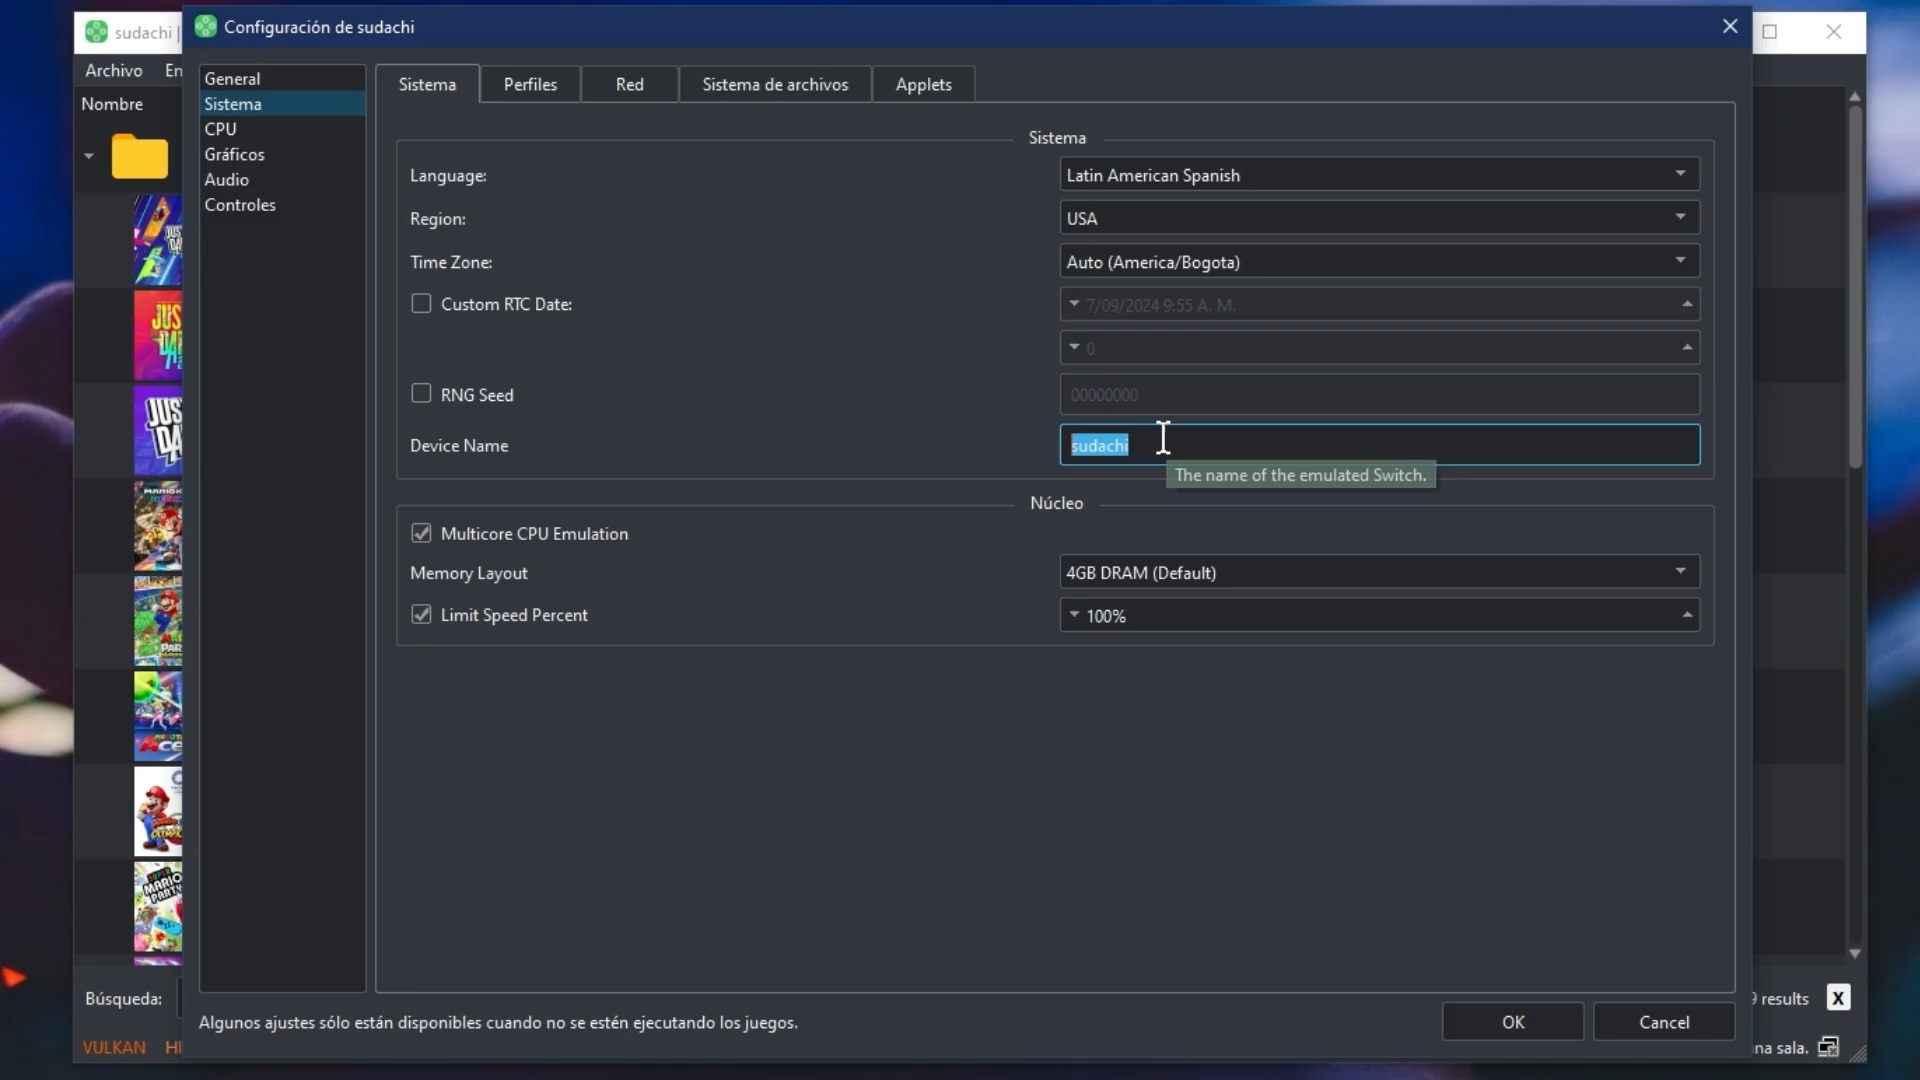 sudachi |
Configuración de sudachi
Archivo
Nombre
General
Sistema
CPU
Gráficos
Audio
Controles
Sistema
Perfiles
Red
Sistema de archivos
Applets
Sistema
Language:
Latin American Spanish
Region:
USA
Time Zone:
Auto (America/Bogota)
Custom RTC Date:
7/09/2024 9:55 A. M.
0
RNG Seed
00000000
Device Name
sudachi
The name of the emulated Switch.
Núcleo
Multicore CPU Emulation
Memory Layout
4GB DRAM (Default)
Limit Speed Percent
100%
Búsqueda:
results
X
Algunos ajustes sólo están disponibles cuando no se estén ejecutando los juegos.
OK
Cancel
VULKAN
sala.